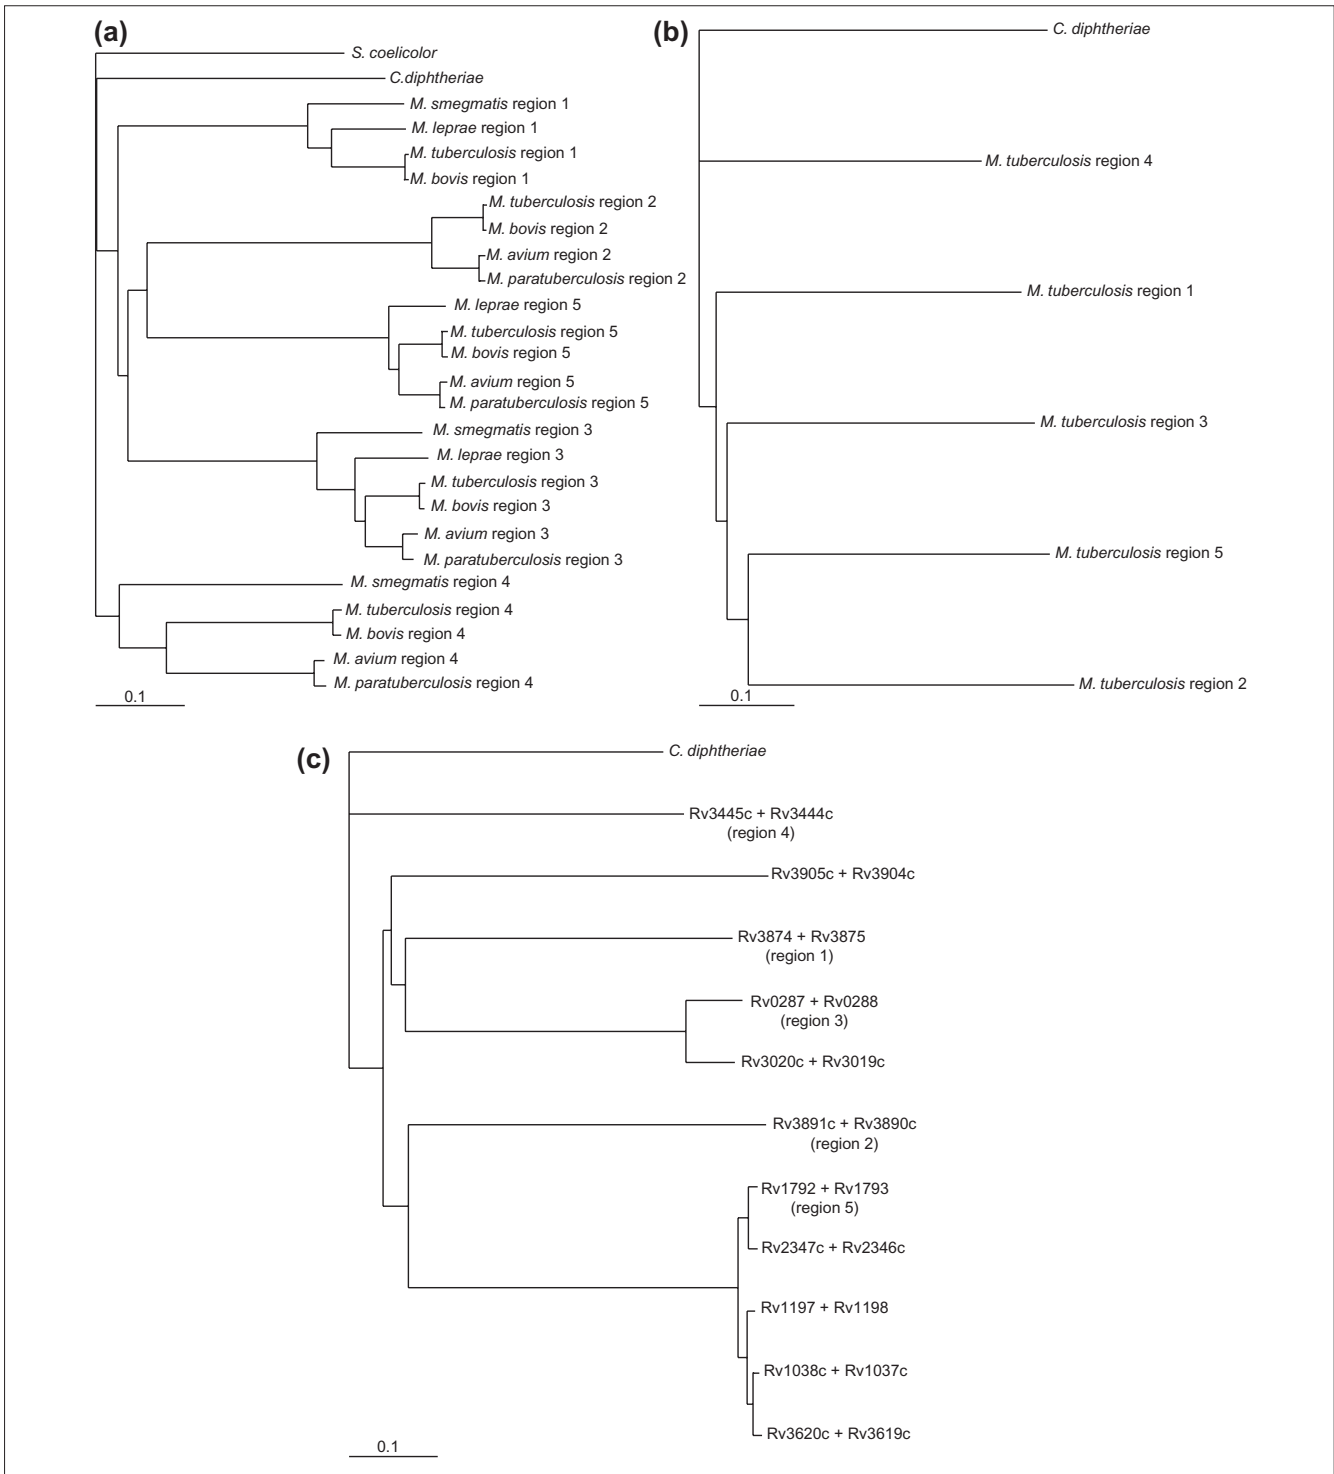 (a)
S. coelicolor
C.diphtheriae
M. smegmatis region 1
M. leprae region 1
M. tuberculosis region 1
M. bovis region 1
M. tuberculosis region 2
M. bovis region 2
M. avium region 2
M. paratuberculosis region 2
M. leprae region 5
M. tuberculosis region 5
M. bovis region 5
M. avium region 5
M. paratuberculosis region 5
M. smegmatis region 3
M. leprae region 3
M. tuberculosis region 3
M. bovis region 3
M. avium region 3
M. paratuberculosis region 3
M. smegmatis region 4
M. tuberculosis region 4
M. bovis region 4
M. avium region 4
M. paratuberculosis region 4
0.1
(b)
C. diphtheriae
M. tuberculosis region 4
M. tuberculosis region 1
M. tuberculosis region 3
M. tuberculosis region 5
M. tuberculosis region 2
0.1
(c)
C. diphtheriae
Rv3445c + Rv3444c
(region 4)
Rv3905c + Rv3904c
Rv3874 + Rv3875
(region 1)
Rv0287 + Rv0288
(region 3)
Rv3020c + Rv3019c
Rv3891c + Rv3890c
(region 2)
Rv1792 + Rv1793
(region 5)
Rv2347c + Rv2346c
Rv1197 + Rv1198
Rv1038c + Rv1037c
Rv3620c + Rv3619c
0.1